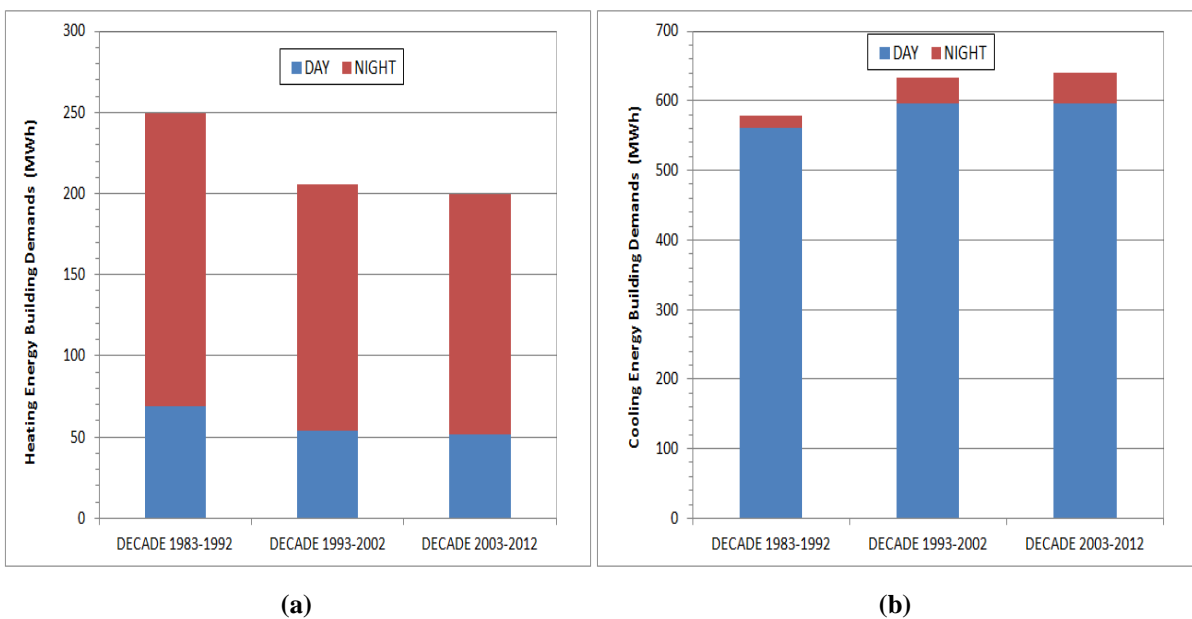 Heating Energy Building Demands (MWh)
300
250
200
150
100
50
0
DAY NIGHT
DECADE 1983-1992 DECADE 1993-2002 DECADE 2003-2012
(a)
Cooling Energy Building Demands (MWh)
700
600
500
400
300
200
100
0
DAY NIGHT
DECADE 1983-1992 DECADE 1993-2002 DECADE 2003-2012
(b)